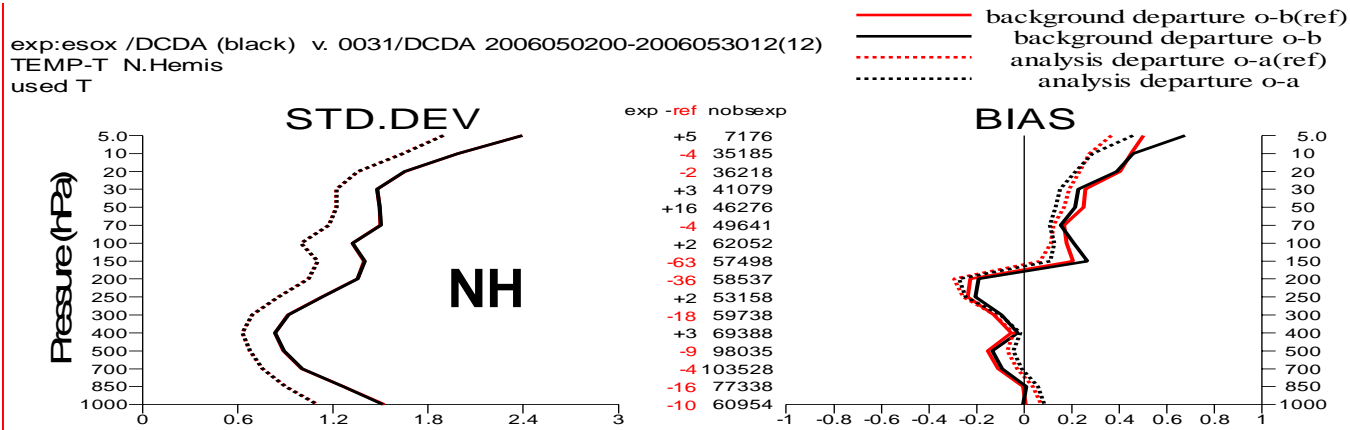 background departure o-b(ref)
exp:esox /DCDA (black) v. 0031/DCDA 2006050200-2006053012(12)
background departure o-b
TEMP-T N.Hemis
analysis departure o-a(ref)
used T
analysis departure o-a
STD.DEV
exp -ref nobsexp
BIAS
Pressure (hPa)
NH
5.0 +5 7176 5.0
10 -4 35185 10
20 -2 36218 20
30 +3 41079 30
50 +16 46276 50
70 -4 49641 70
100 +2 62052 100
150 -63 57498 150
200 -36 58537 200
250 +2 53158 250
300 -18 59738 300
400 +3 69388 400
500 -9 98035 500
700 -4 103528 700
850 -16 77338 850
1000 -10 60954 1000
0 0.6 1.2 1.8 2.4 3 -1 -0.8 -0.6 -0.4 -0.2 0 0.2 0.4 0.6 0.8 1